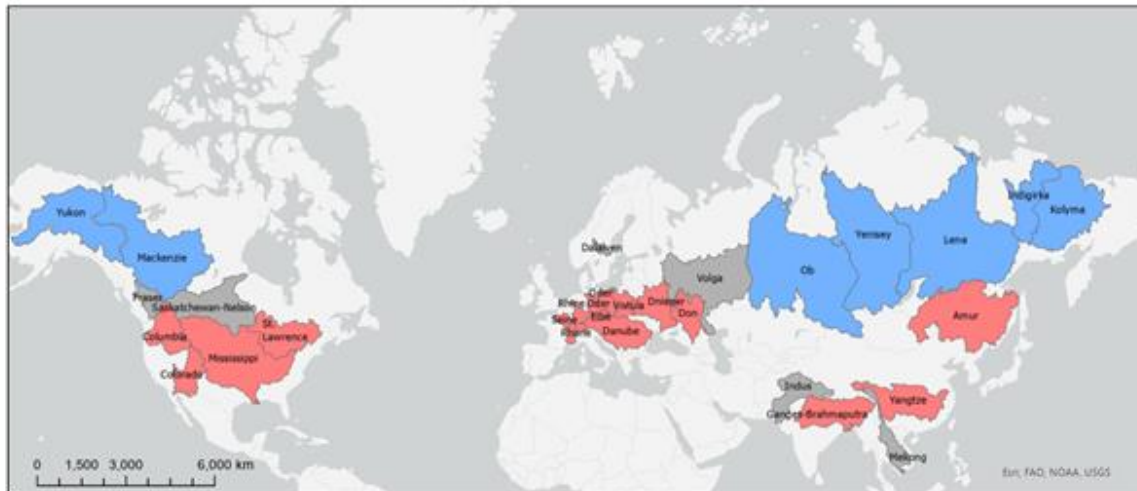 Yukon
Mackenzie
Fraser
Saskatchewan-Nelson
Columbia
St.
Lawrence
Mississippi
Colorado
Oder
Rhine
Oder
Vistula
Dnieper
Elbe
Seine
Don
Rhone
Danube
Volga
Ob
Yenisey
Lena
Indigirka
Kolyma
Amur
Indus
Ganges-Brahmaputra
Yangtze
Mekong
0 1,500 3,000 6,000 km
Esri, FAO, NOAA, USGS